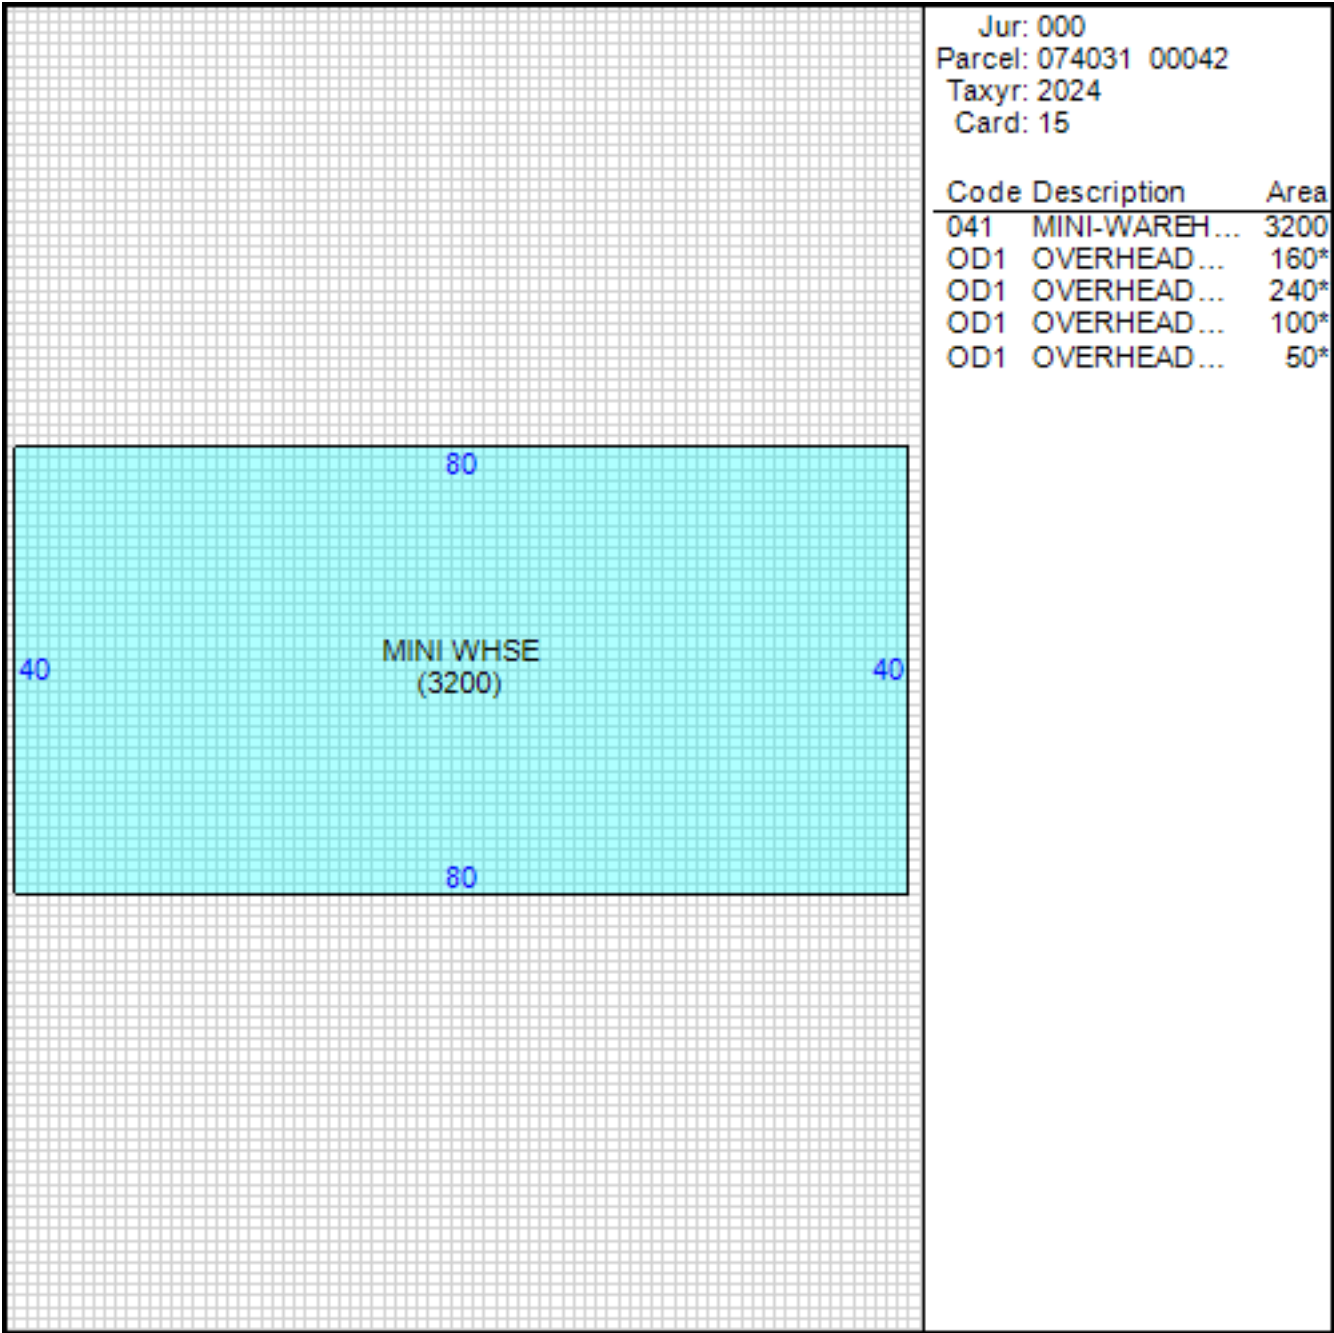 Jur: 000
Parcel: 074031 00042
Taxyr: 2024
Card: 15
Code Description Area
041 MINI-WAREH... 3200
OD1 OVERHEAD... 160*
OD1 OVERHEAD... 240*
OD1 OVERHEAD... 100*
OD1 OVERHEAD... 50*
80
MINI WHSE
40 40
(3200)
80